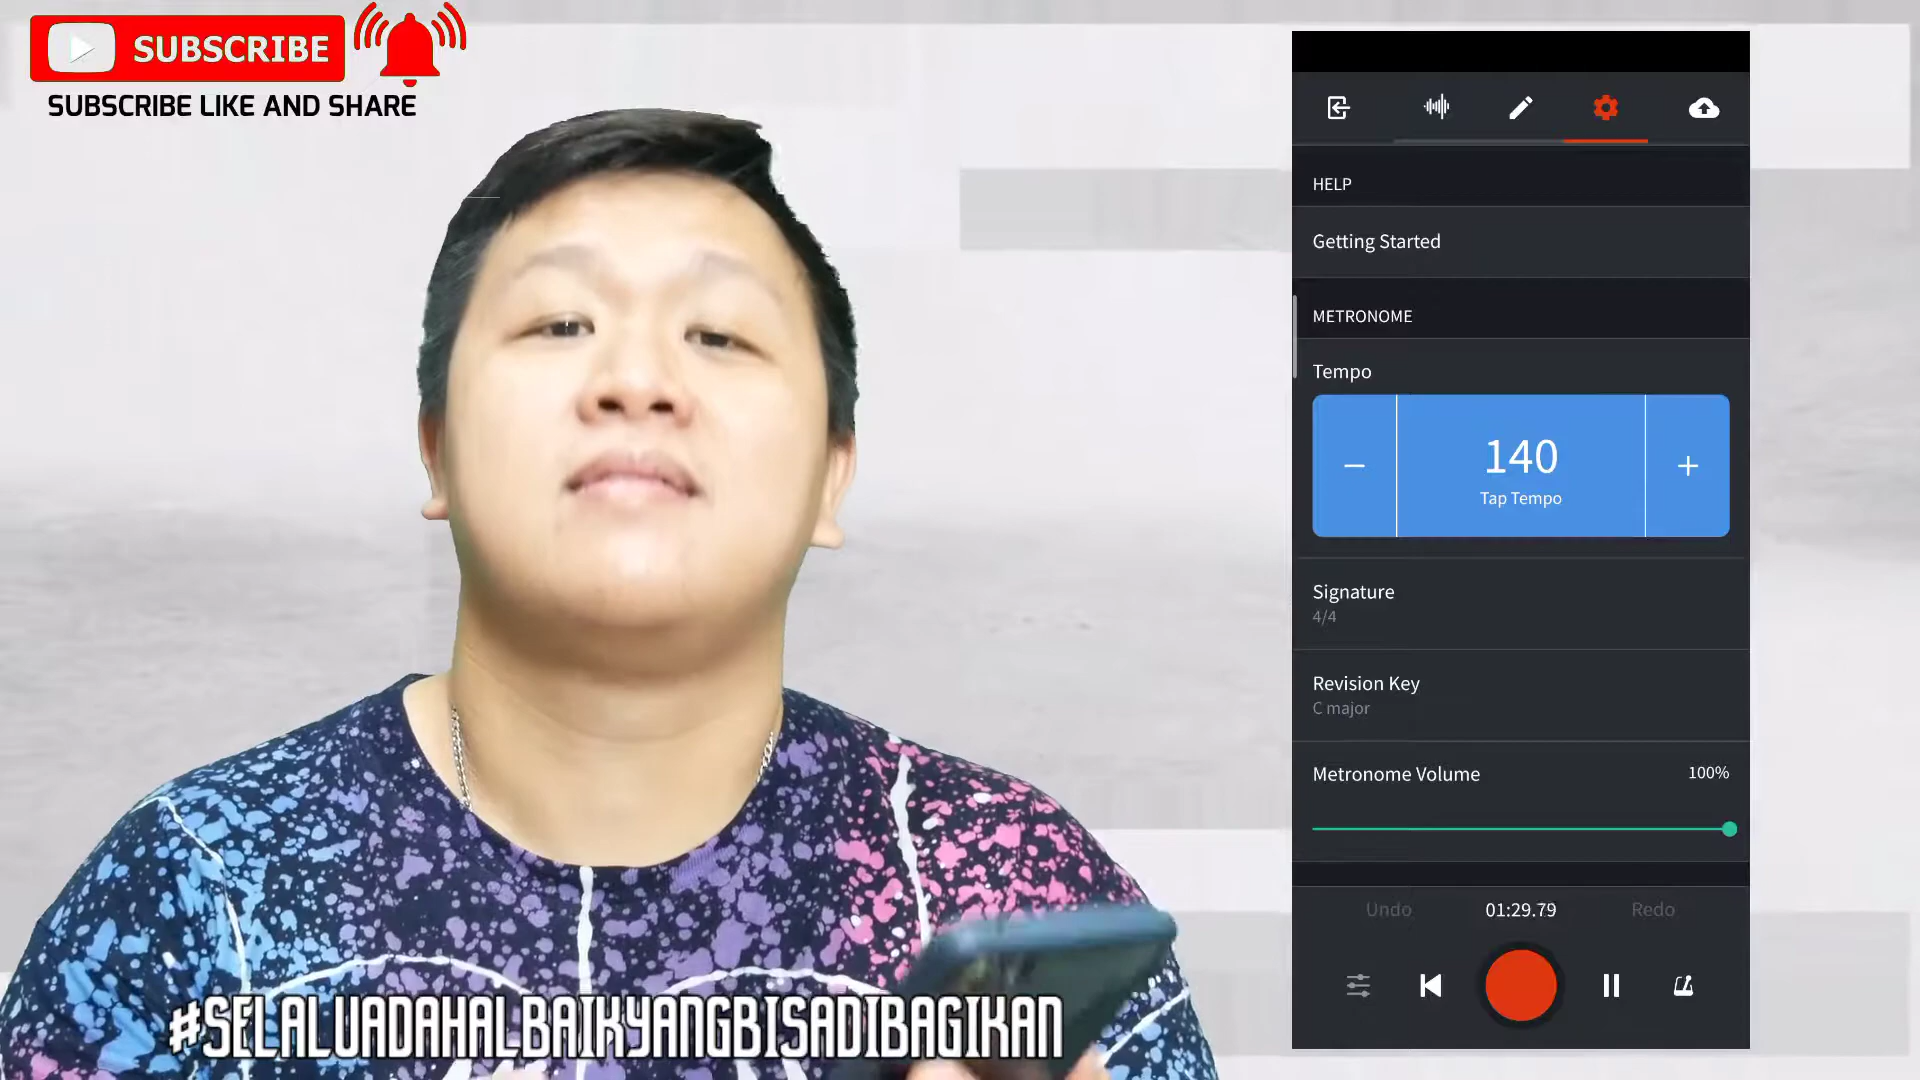 SUBSCRIBE
SUBSCRIBE LIKE AND SHARE
HELP
Getting Started
METRONOME
Tempo
140
Tap Tempo
Signature
4/4
Revision Key
C major
Metronome Volume 100%
Undo 01:29.79 Redo
#SELALUADAHALBAIKYANGBISADIBAGIKAN